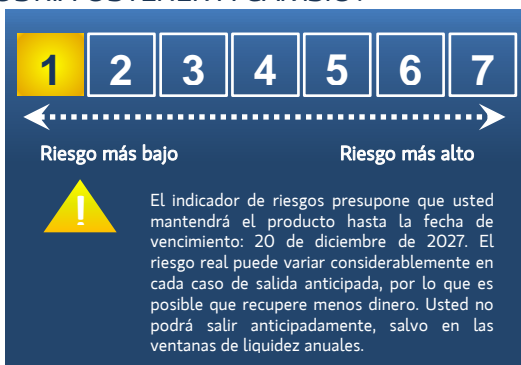 1 2 3 4 5 6 7
Riesgo más bajo Riesgo más alto
!
El indicador de riesgos presupone que usted
mantendrá el producto hasta la fecha de
vencimiento: 20 de diciembre de 2027. El
riesgo real puede variar considerablemente en
cada caso de salida anticipada, por lo que es
posible que recupere menos dinero. Usted no
podrá salir anticipadamente, salvo en las
ventanas de liquidez anuales.